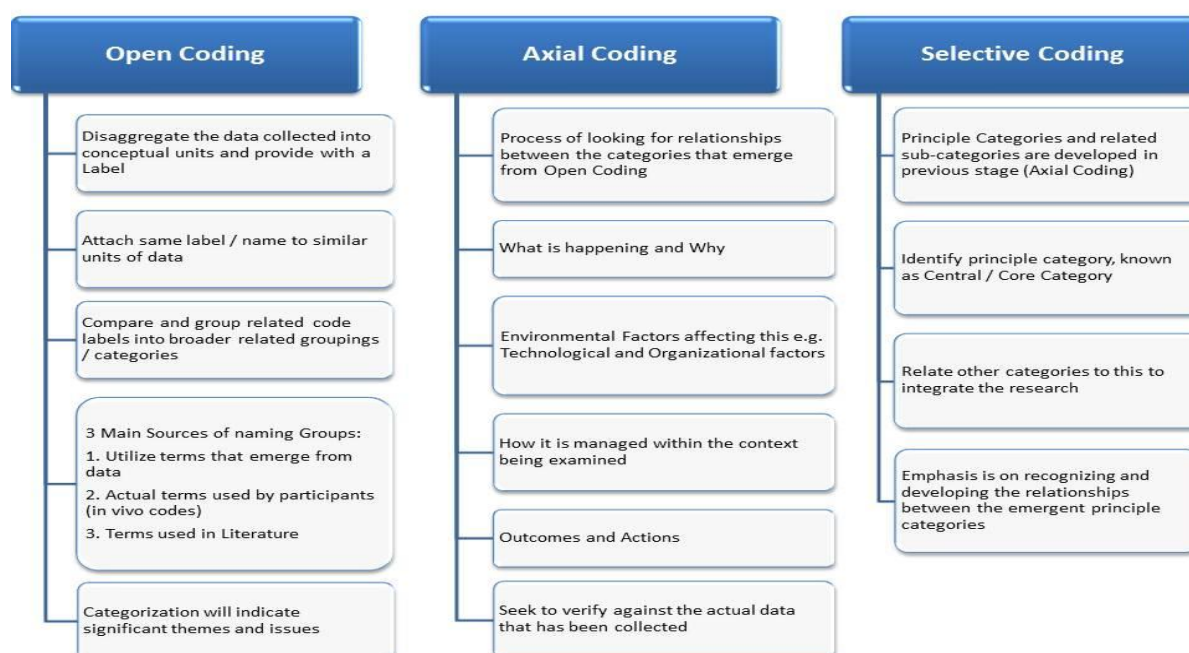 Open Coding
Disaggregate the data collected into
conceptual units and provide with a
Label
Attach same label / name to similar
units of data
Compare and group related code
labels into broader related groupings
/ categories
3 Main Sources of naming Groups:
1. Utilize terms that emerge from
data
2. Actual terms used by participants
(in vivo codes)
3. Terms used in Literature
Categorization will indicate
significant themes and issues
Axial Coding
Process of looking for relationships
between the categories that emerge
from Open Coding
What is happening and Why
Environmental Factors affecting this e.g.
Technological and Organizational factors
How it is managed within the context
being examined
Outcomes and Actions
Seek to verify against the actual data
that has been collected
Selective Coding
Principle Categories and related
sub-categories are developed in
previous stage (Axial Coding)
Identify principle category, known
as Central / Core Category
Relate other categories to this to
integrate the research
Emphasis is on recognizing and
developing the relationships
between the emergent principle
categories